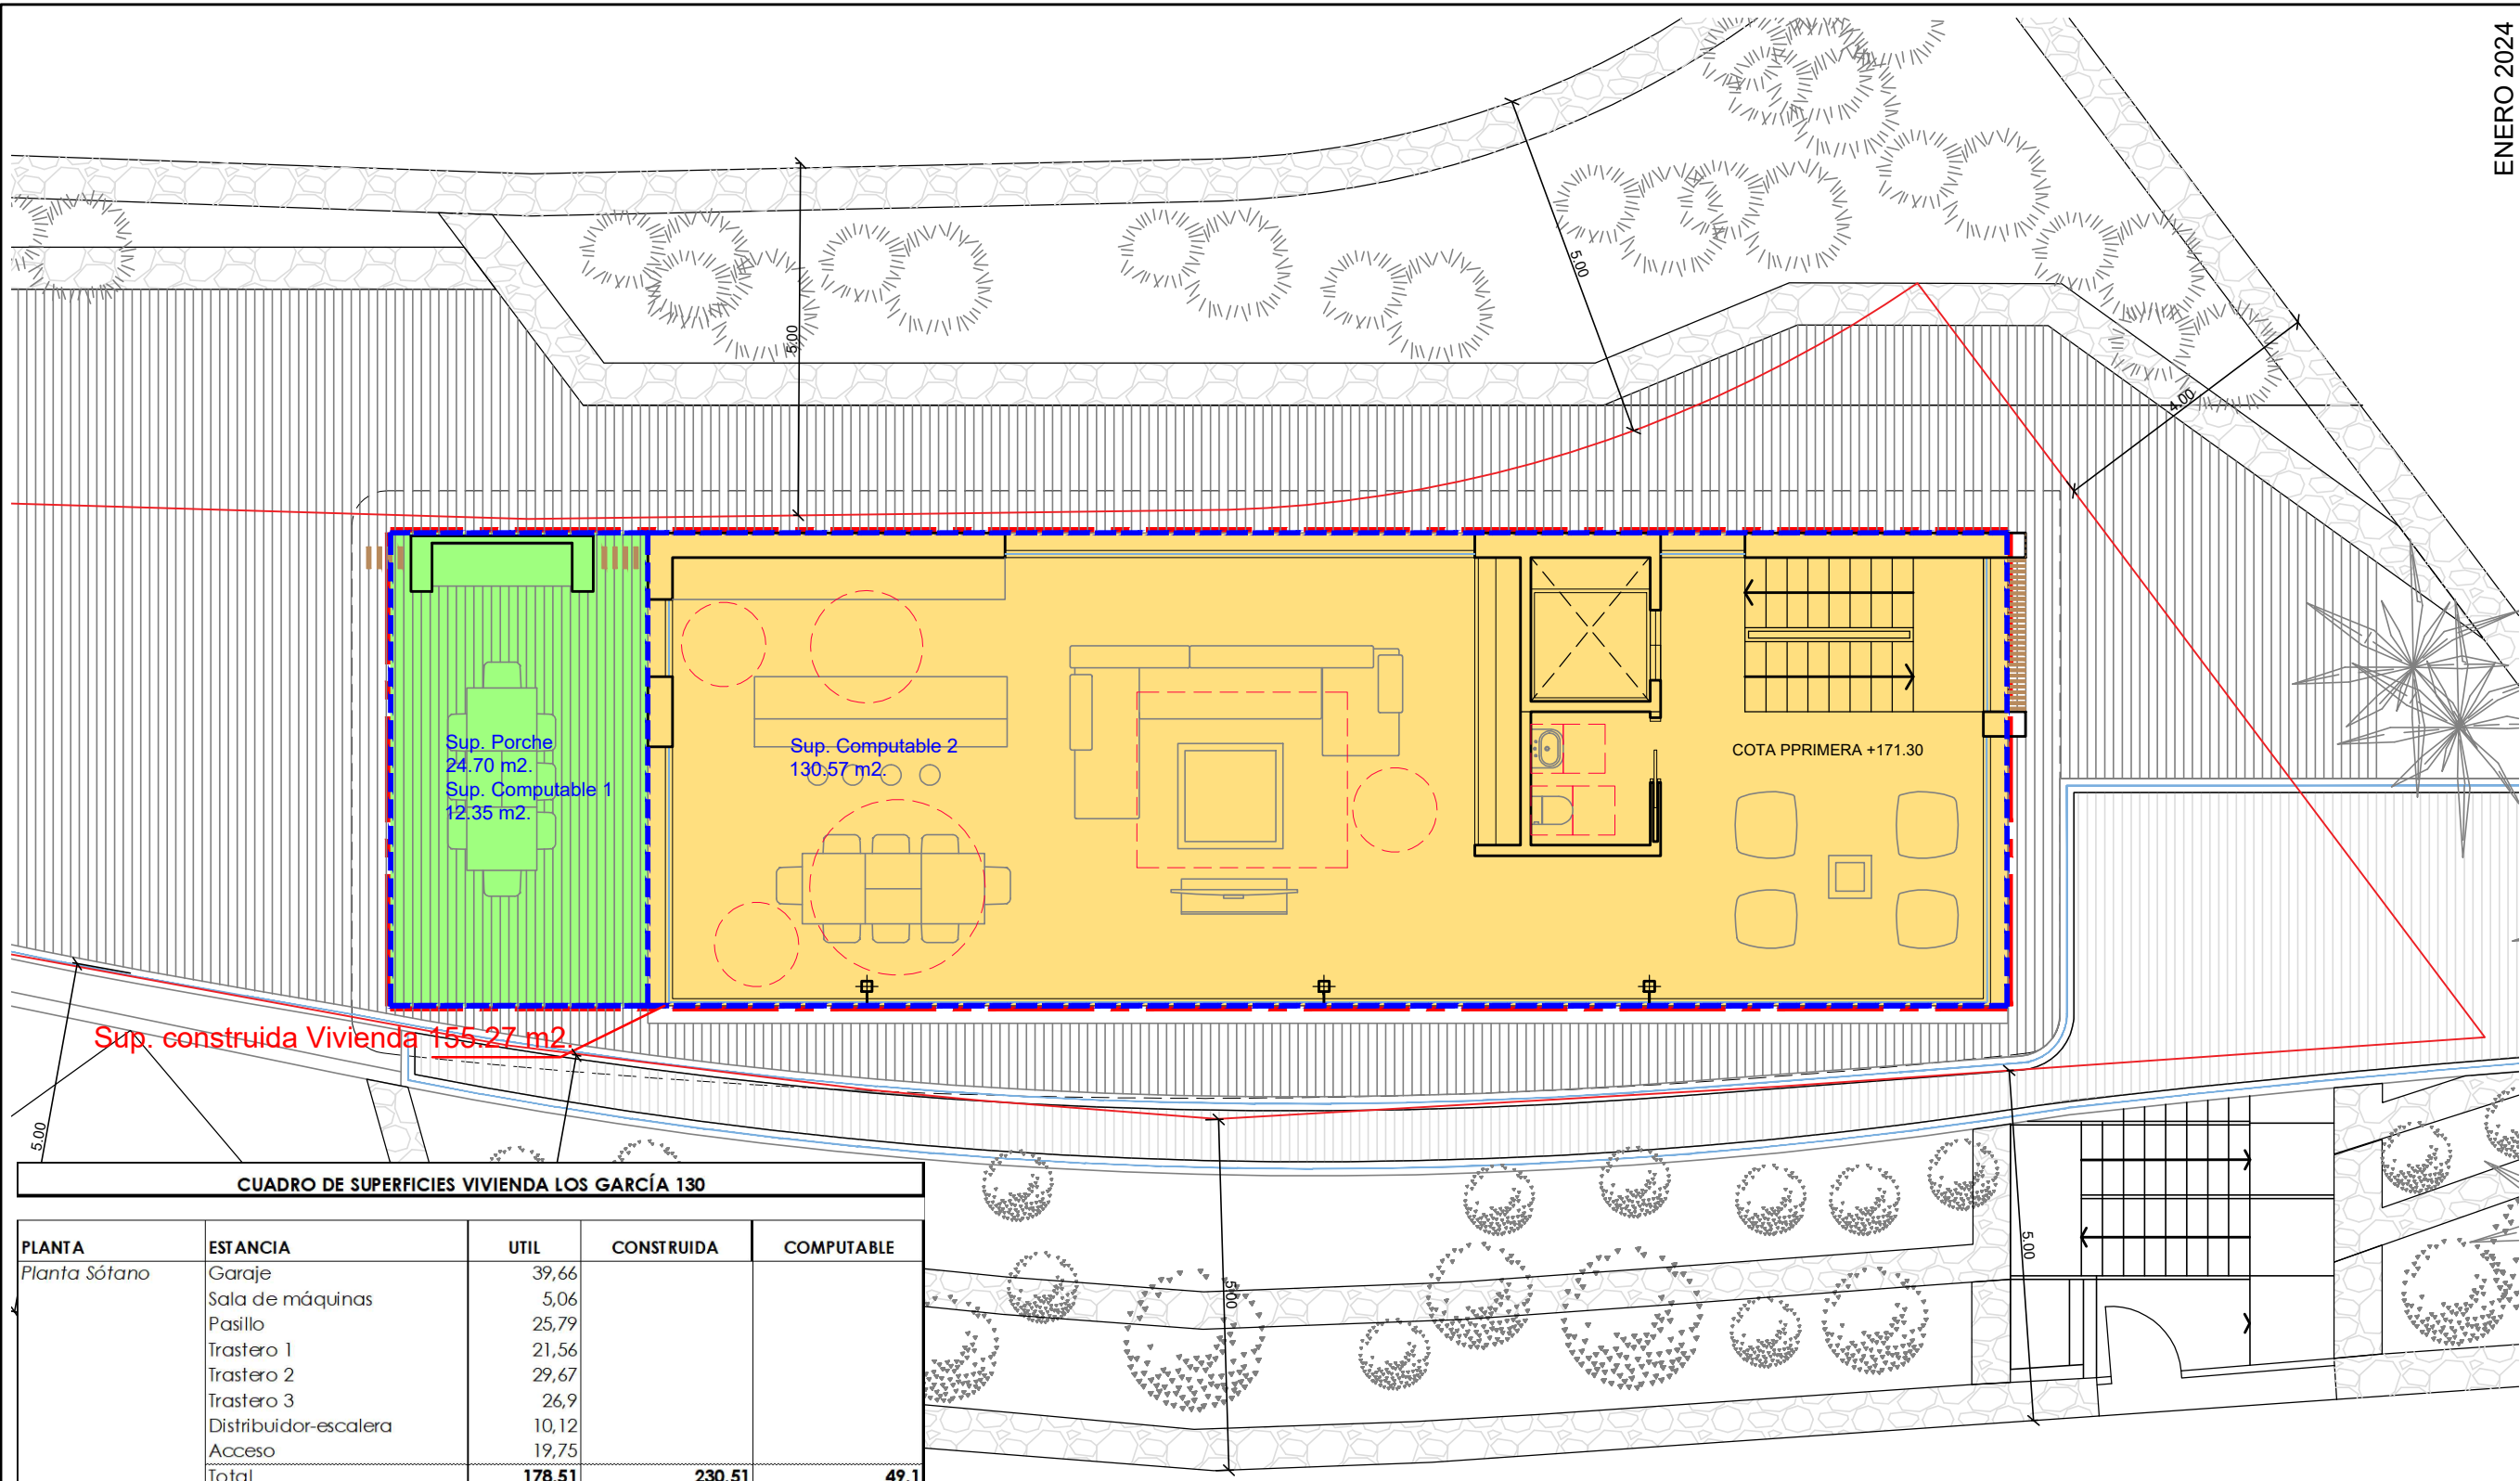 ENERO 2024
5.00
5.00
4.00
Sup. Porche
24.70 m2.
Sup. Computable 1
12.35 m2.
Sup. Computable 2
130.57 m2.
COTA PPRIMERA +171.30
Sup. construida Vivienda 155.27 m2.
5.00
5.00
5.00
CUADRO DE SUPERFICIES VIVIENDA LOS GARCÍA 130
PLANTA ESTANCIA UTIL CONSTRUIDA COMPUTABLE
Planta Sótano Garaje 39,66
Sala de máquinas 5,06
Pasillo 25,79
Trastero 1 21,56
Trastero 2 29,67
Trastero 3 26,9
Distribuidor-escalera 10,12
Acceso 19,75
Total 178,51 230,51 49,1